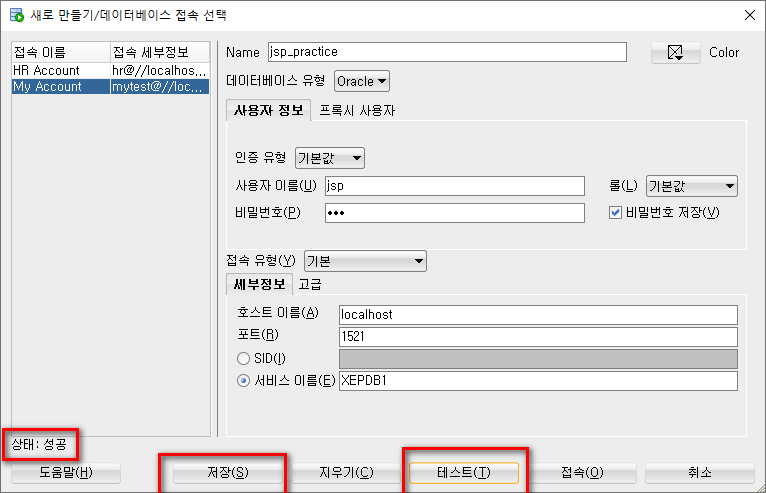 새로 만들기/데이터베이스 접속 선택
접속 이름 접속 세부정보
HR Account hr@//localhos...
My Account mytest@//loc...
Name jsp_practice Color
데이터베이스 유형 Oracle
사용자 정보 프록시 사용자
인증 유형 기본값
사용자 이름(U) jsp 롤(L) 기본값
비밀번호(P) ••• 비밀번호 저장(V)
접속 유형(Y) 기본
세부정보 고급
호스트 이름(A) localhost
포트(R) 1521
SID(I)
서비스 이름(E) XEPDB1
상태: 성공
도움말(H) 저장(S) 지우기(C) 테스트(T) 접속(O) 취소